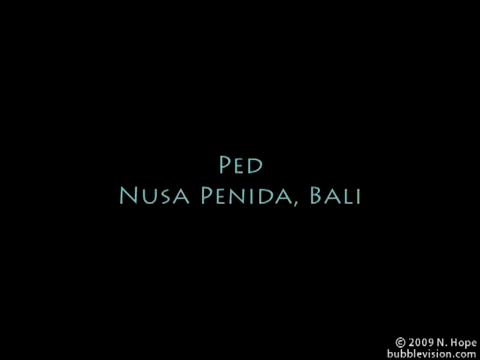 Ped
Nusa Penida, Bali
© 2009 N. Hope
bubblevision.com